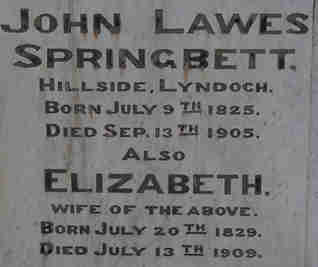 JOHN LAWES
SPRINGBETT.
HILLSIDE, LYNDOCH.
BORN JULY 9TH 1825.
DIED SEP. 13TH 1905.
ALSO
ELIZABETH.
WIFE OF THE ABOVE.
BORN JULY 20TH 1829.
DIED JULY 13TH 1909.